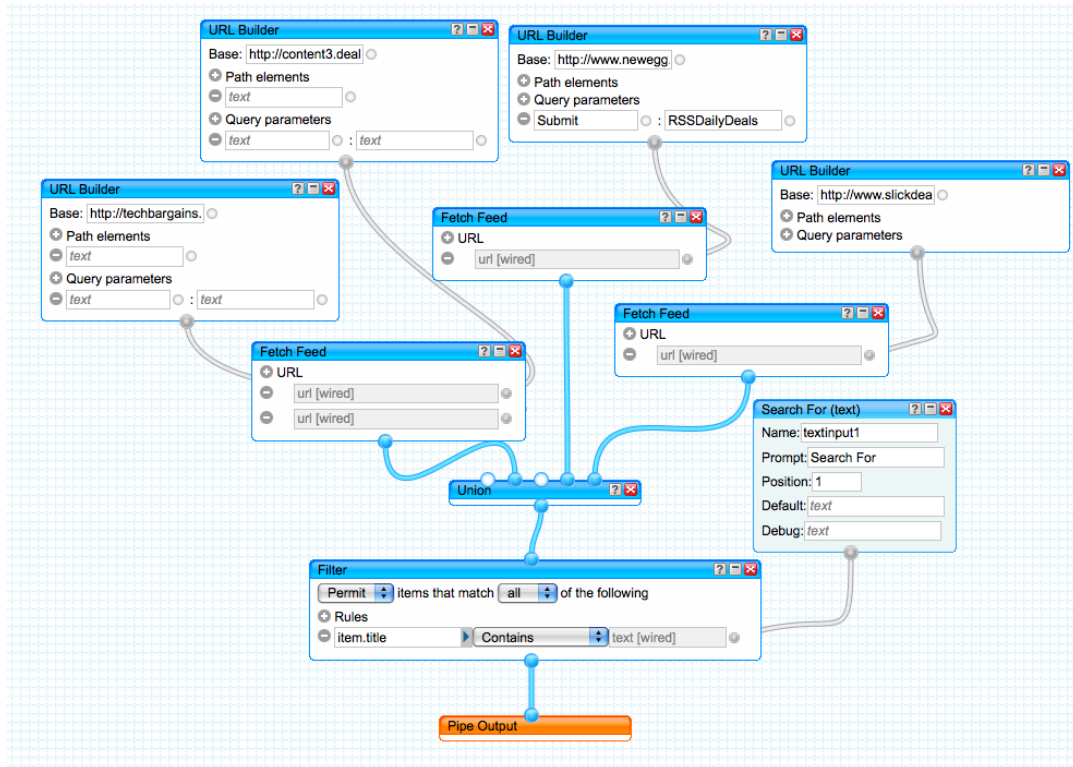 URL Builder
Base: http://content3.deal
Path elements
text
Query parameters
text : text
URL Builder
Base: http://www.newegg.
Path elements
Query parameters
Submit : RSSDailyDeals
URL Builder
Base: http://www.slickdea
Path elements
Query parameters
URL Builder
Base: http://techbargains.
Path elements
text
Query parameters
text : text
Fetch Feed
URL
url [wired]
Fetch Feed
URL
url [wired]
Fetch Feed
URL
url [wired]
url [wired]
Search For (text)
Name: textinput1
Prompt: Search For
Position: 1
Default: text
Debug: text
Union
Filter
Permit items that match all of the following
Rules
item.title Contains text [wired]
Pipe Output